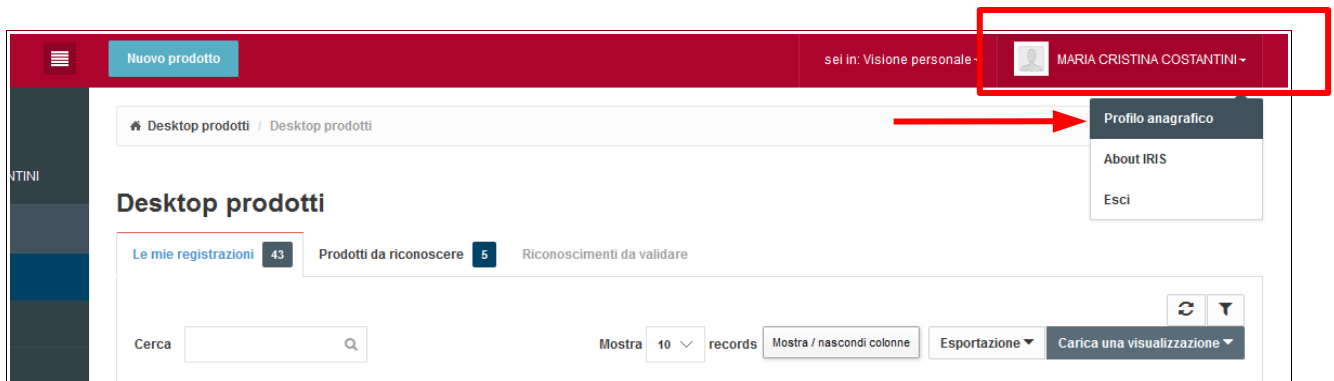 Nuovo prodotto
sei in: Visione personale
MARIA CRISTINA COSTANTINI
Desktop prodotti / Desktop prodotti
Profilo anagrafico
About IRIS
Esci
NTINI
Desktop prodotti
Le mie registrazioni 43 Prodotti da riconoscere 5 Riconoscimenti da validare
Cerca Mostra 10 records Mostra / nascondi colonne Esportazione Carica una visualizzazione